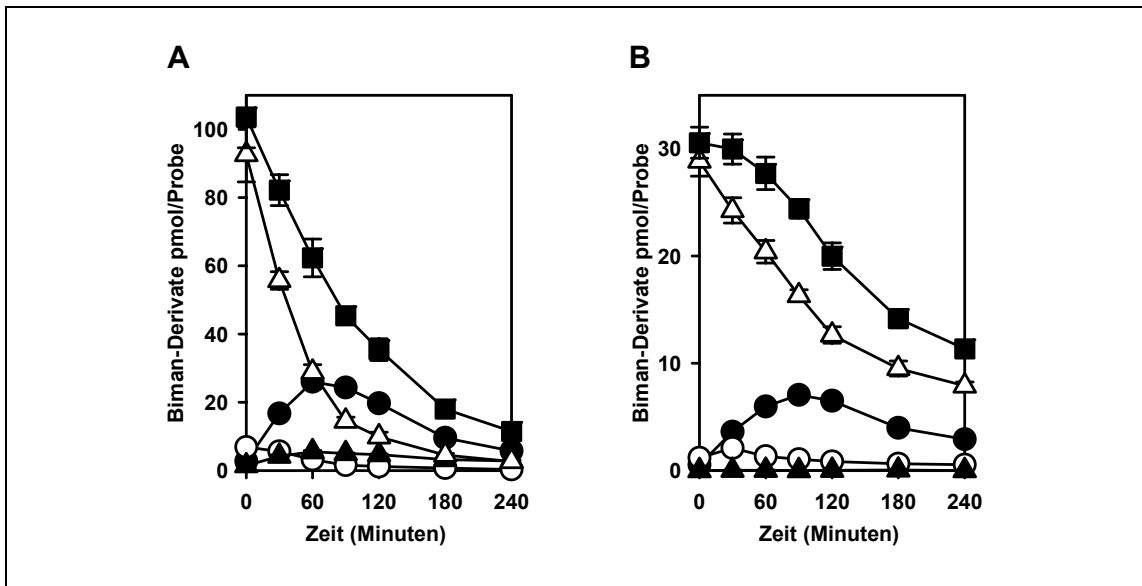 A
B
Biman-Derivate pmol/Probe
100
80
60
40
20
0
0 60 120 180 240
Zeit (Minuten)
Biman-Derivate pmol/Probe
30
20
10
0
0 60 120 180 240
Zeit (Minuten)